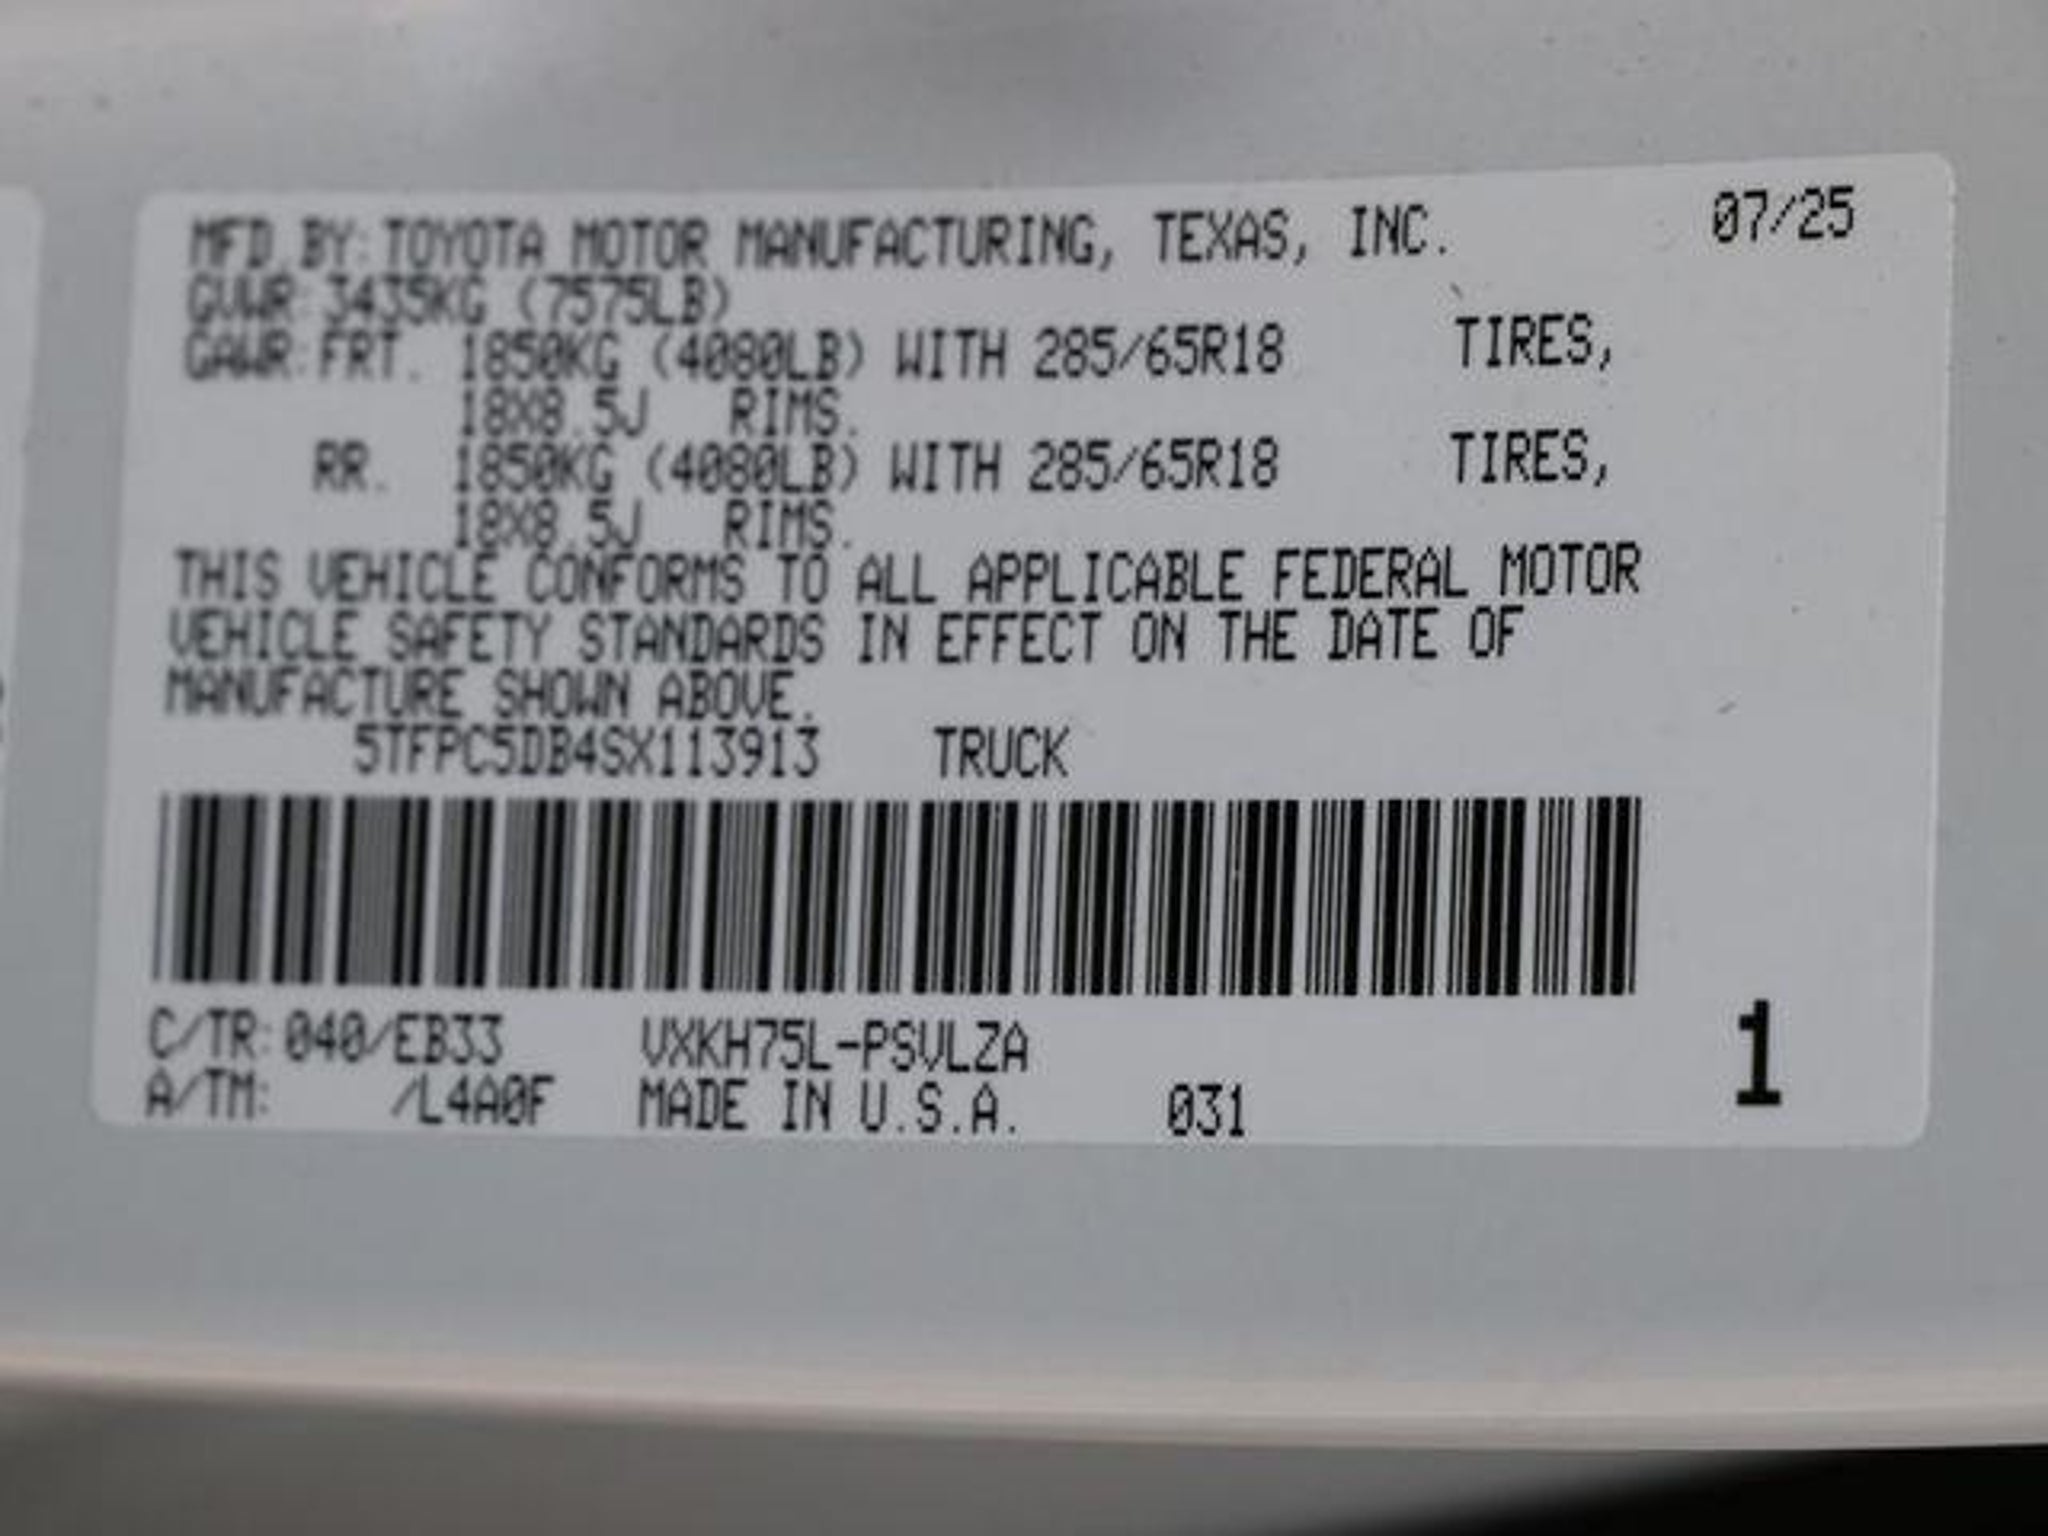 MFD. BY: TOYOTA MOTOR MANUFACTURING, TEXAS, INC. 07/25
GVWR: 3435KG (7575LB)
GAWR: FRT. 1850KG (4080LB) WITH 285/65R18 TIRES,
18X8.5J RIMS.
RR. 1850KG (4080LB) WITH 285/65R18 TIRES,
18X8.5J RIMS.
THIS VEHICLE CONFORMS TO ALL APPLICABLE FEDERAL MOTOR
VEHICLE SAFETY STANDARDS IN EFFECT ON THE DATE OF
MANUFACTURE SHOWN ABOVE.
5TFPC5DB4SX113913 TRUCK
C/TR: 040/EB33 VXKH75L-PSVLZA
A/TM: /L4A0F MADE IN U.S.A. 031 1